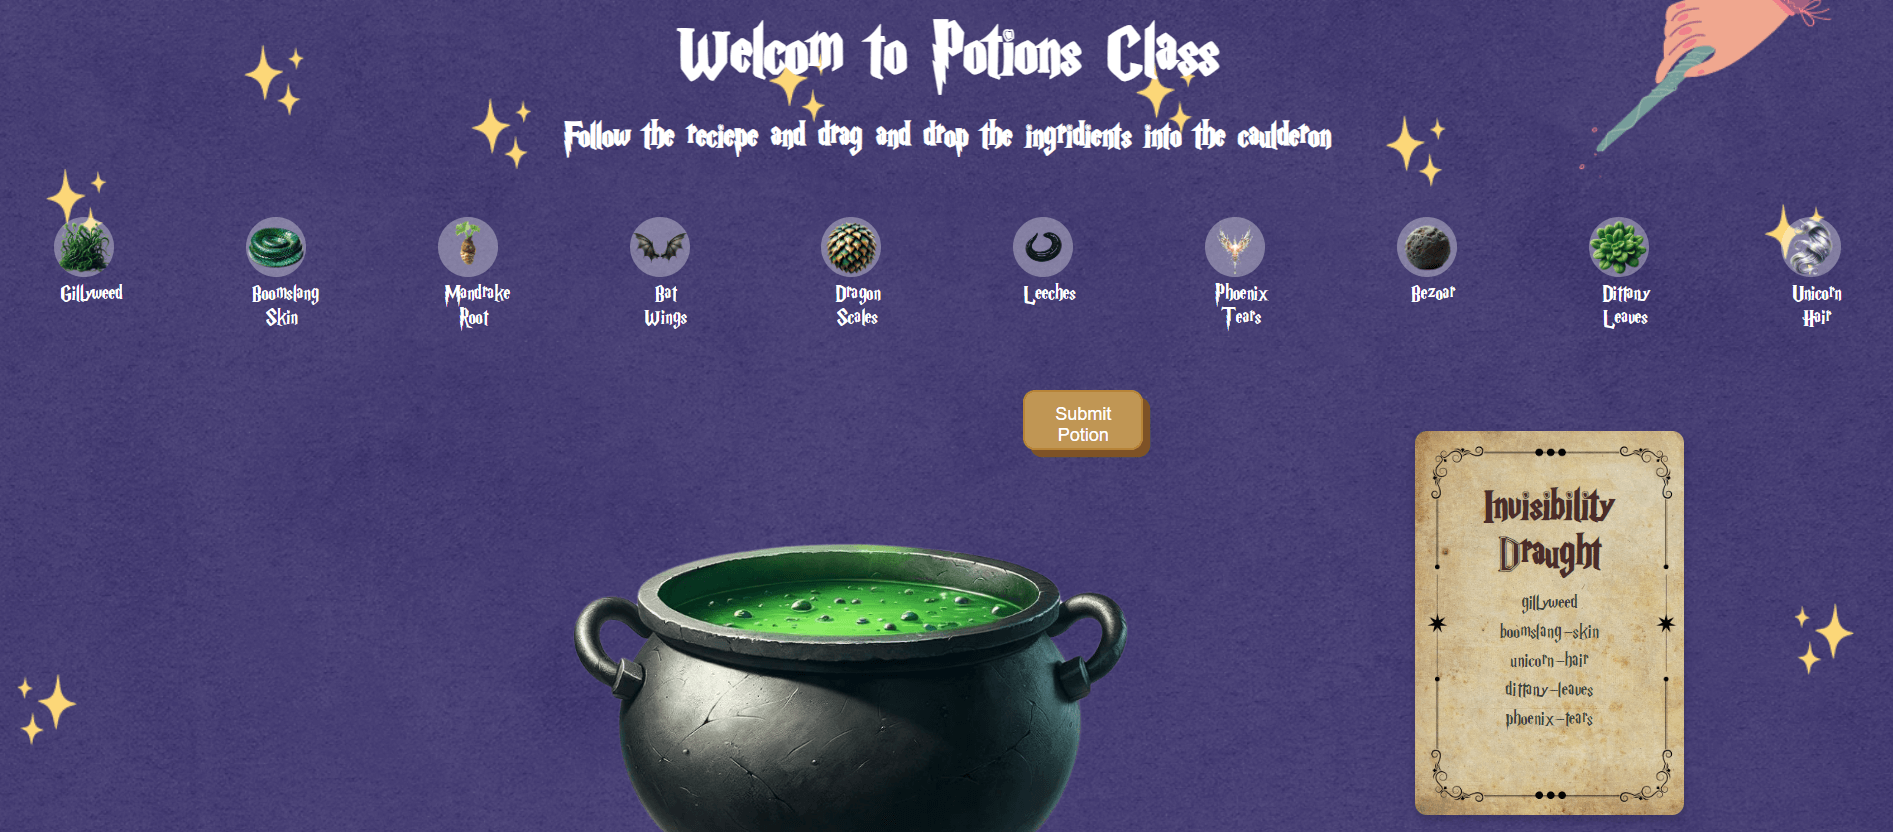 Welcom to Potions Class
Follow the reciepe and drag and drop the ingridients into the caulderon
Gillyweed
Boomslang
Skin
Mandrake
Root
Bat
Wings
Dragon
Scales
Leeches
Phoenix
Tears
Bezoar
Dittany
Leaves
Unicorn
Hair
Submit
Potion
Invisibility
Draught
gillyweed
boomslang-skin
unicorn-hair
dittany-leaves
phoenix-tears